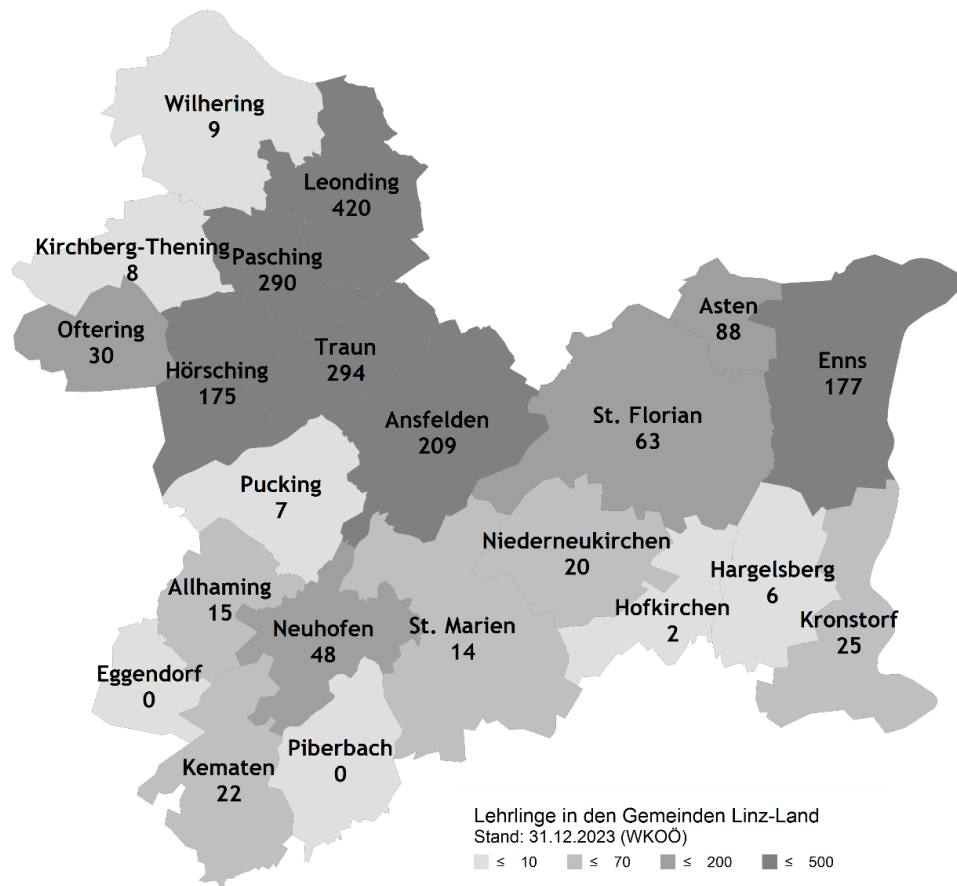 Wilhering
9
Leonding
420
Kirchberg-Thening
8
Pasching
290
Oftering
30
Hörsching
175
Traun
294
Asten
88
Enns
177
Ansfelden
209
St. Florian
63
Pucking
7
Niederneukirchen
20
Hargelsberg
6
Allhaming
15
Hofkirchen
2
Kronstorf
25
Neuhofen
48
St. Marien
14
Eggendorf
0
Piberbach
0
Kematen
22
Lehrlinge in den Gemeinden Linz-Land
Stand: 31.12.2023 (WKOÖ)
≤ 10 ≤ 70 ≤ 200 ≤ 500